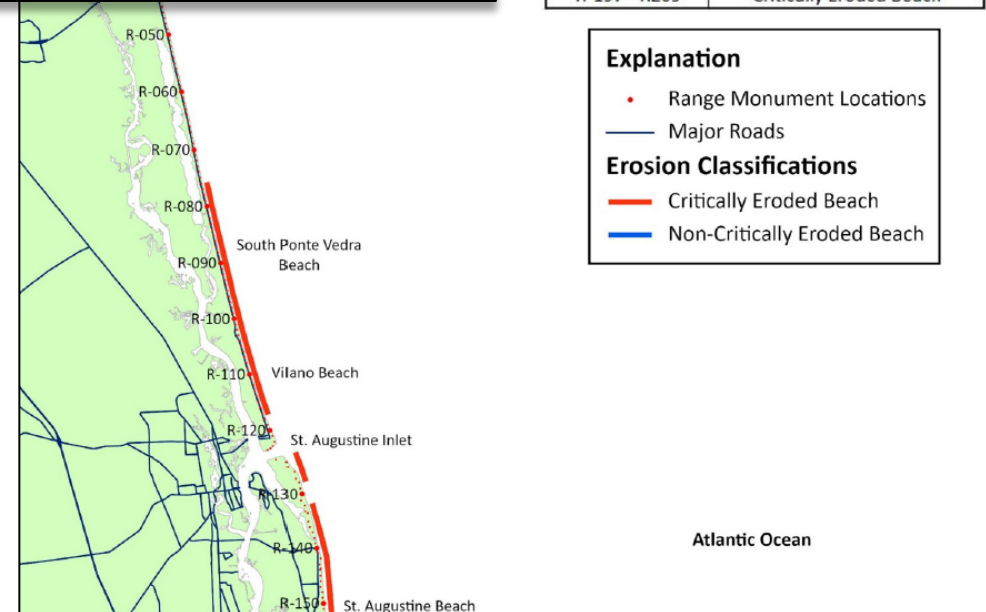 R-050
R-060
R-070
R-080
South Ponte Vedra
Beach
R-090
R-100
R-110
Vilano Beach
R-120
St. Augustine Inlet
R-130
R-140
R-150
St. Augustine Beach
Critically Eroded Beach
Explanation
Range Monument Locations
Major Roads
Erosion Classifications
Critically Eroded Beach
Non-Critically Eroded Beach
Atlantic Ocean